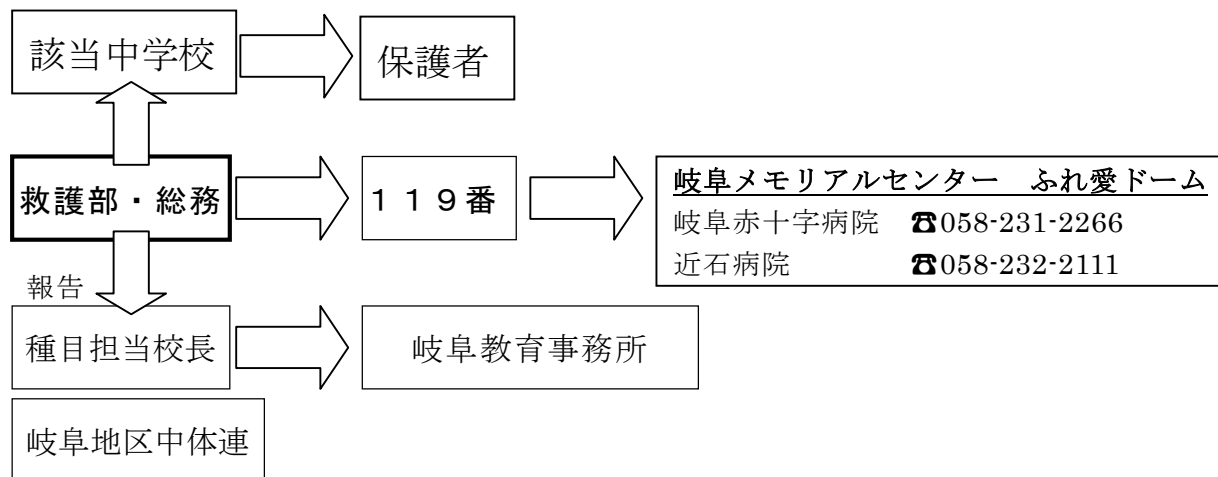 該当中学校
保護者
救護部・総務
１１９番
岐阜メモリアルセンター　ふれ愛ドーム
岐阜赤十字病院　☎058-231-2266
近石病院　☎058-232-2111
報告
種目担当校長
岐阜教育事務所
岐阜地区中体連